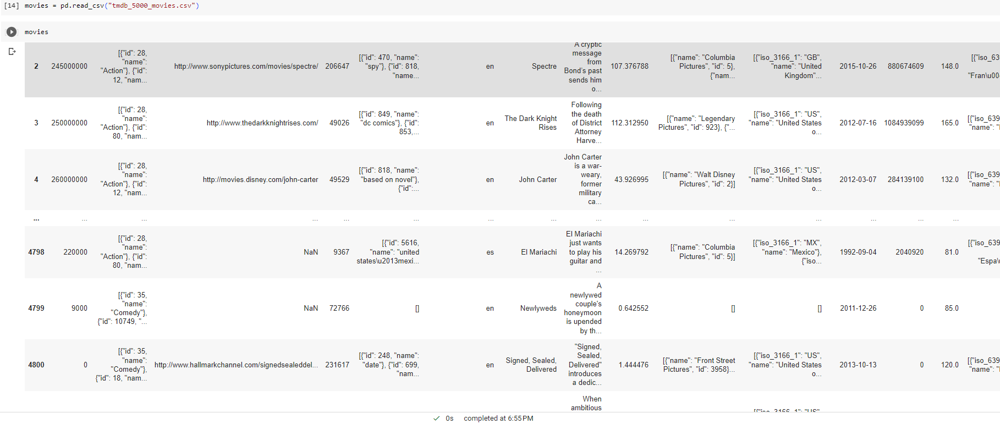 [14] movies = pd.read_csv("tmdb_5000_movies.csv")
movies
2 245000000 [{"id": 28, "name": "Action"}, {"id": 12, "nam... http://www.sonypictures.com/movies/spectre/ 206647 [{"id": 470, "name": "spy"}, {"id": 818, "name... en Spectre A cryptic message from Bond's past sends him o... 107.376788 [{"name": "Columbia Pictures", "id": 5}, {"nam... [{"iso_3166_1": "GB", "name": "United Kingdom"... 2015-10-26 880674609 148.0 [{"iso_63 "Fran\u00
3 250000000 [{"id": 28, "name": "Action"}, {"id": 80, "nam... http://www.thedarkknightrises.com/ 49026 [{"id": 849, "name": "dc comics"}, {"id": 853,... en The Dark Knight Rises Following the death of District Attorney Harve... 112.312950 [{"name": "Legendary Pictures", "id": 923}, {"... [{"iso_3166_1": "US", "name": "United States o... 2012-07-16 1084939099 165.0 [{"iso_639 "name": "
4 260000000 [{"id": 28, "name": "Action"}, {"id": 12, "nam... http://movies.disney.com/john-carter 49529 [{"id": 818, "name": "based on novel"}, {"id":... en John Carter John Carter is a war-weary, former military ca... 43.926995 [{"name": "Walt Disney Pictures", "id": 2}] [{"iso_3166_1": "US", "name": "United States o... 2012-03-07 284139100 132.0 [{"iso_639 "name": "
... ... ... ... ... ... ... ... ... ... ... ... ... ... ...
4798 220000 [{"id": 28, "name": "Action"}, {"id": 80, "nam... NaN 9367 [{"id": 5616, "name": "united states\u2013mexi... es El Mariachi El Mariachi just wants to play his guitar and ... 14.269792 [{"name": "Columbia Pictures", "id": 5}] [{"iso_3166_1": "MX", "name": "Mexico"}, {"iso... 1992-09-04 2040920 81.0 [{"iso_639 "Espa\u
4799 9000 [{"id": 35, "name": "Comedy"}, {"id": 10749, "... NaN 72766 [] en Newlyweds A newlywed couple's honeymoon is upended by th... 0.642552 [] [] 2011-12-26 0 85.0
4800 0 [{"id": 35, "name": "Comedy"}, {"id": 18, "nam... http://www.hallmarkchannel.com/signedsealeddel... 231617 [{"id": 248, "name": "date"}, {"id": 699, "nam... en Signed, Sealed, Delivered "Signed, Sealed, Delivered" introduces a dedic... 1.444476 [{"name": "Front Street Pictures", "id": 3958}... [{"iso_3166_1": "US", "name": "United States o... 2013-10-13 0 120.0 [{"iso_639 "name": "
When ambitious [{"iso_3166_1": "US",
0s completed at 6:55 PM